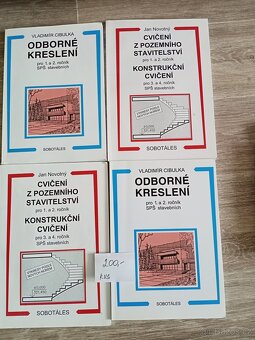 VLADIMÍR CIBULKA
ODBORNÉ
KRESLENÍ
pro 1. a 2. ročník
SPŠ stavebních
SOBOTÁLES
Jan Novotný
CVIČENÍ
Z POZEMNÍHO
STAVITELSTVÍ
pro 1. a 2. ročník
KONSTRUKČNÍ
CVIČENÍ
pro 3. a 4. ročník
SPŠ stavebních
SOBOTÁLES
Jan Novotný
CVIČENÍ
Z POZEMNÍHO
STAVITELSTVÍ
pro 1. a 2. ročník
KONSTRUKČNÍ
CVIČENÍ
pro 3. a 4. ročník
SPŠ stavebních
SOBOTÁLES
VLADIMÍR CIBULKA
ODBORNÉ
KRESLENÍ
pro 1. a 2. ročník
SPŠ stavebních
SOBOTÁLES
200,-